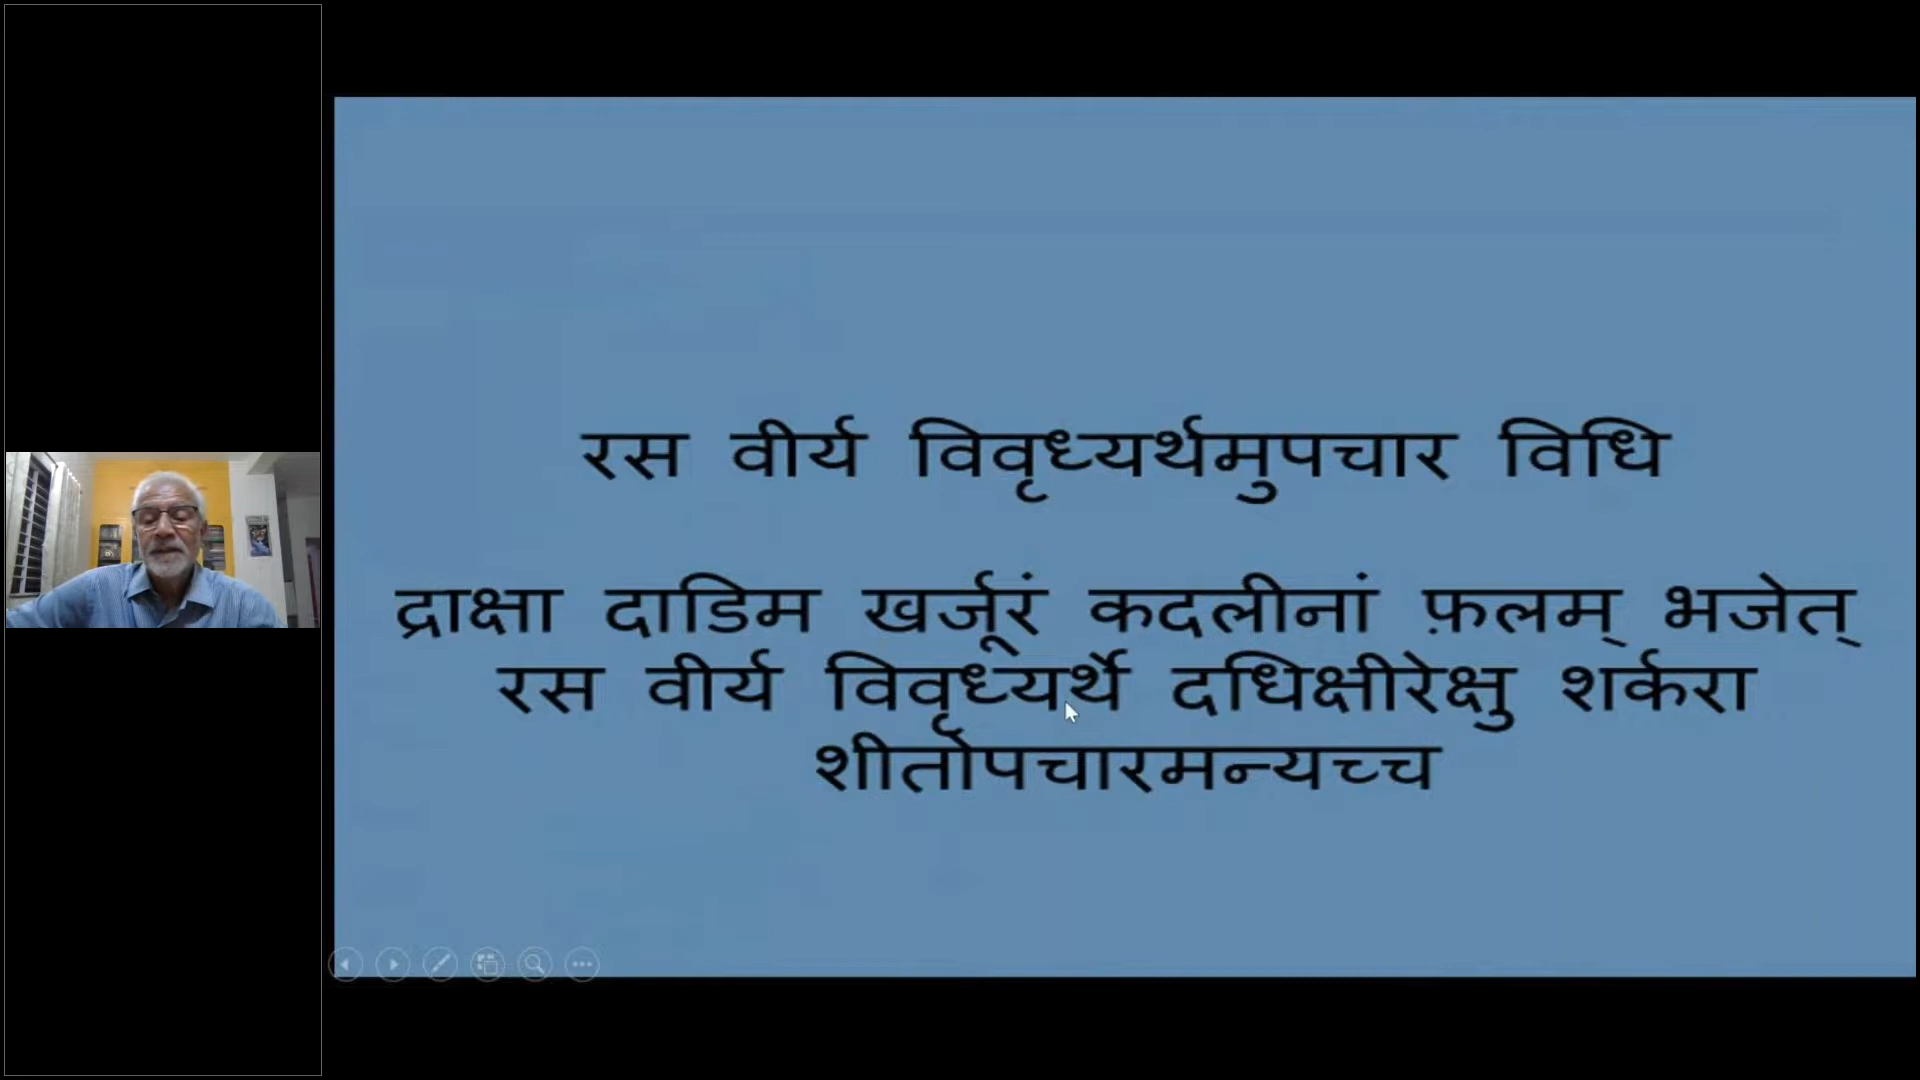 रस वीर्य विवृध्यर्थमुपचार विधि
द्राक्षा दाडिम खर्जूरं कदलीनां फ़लम् भजेत्
रस वीर्य विवृध्यर्थे दधिक्षीरेक्षु शर्करा
शीतोपचारमन्यच्च